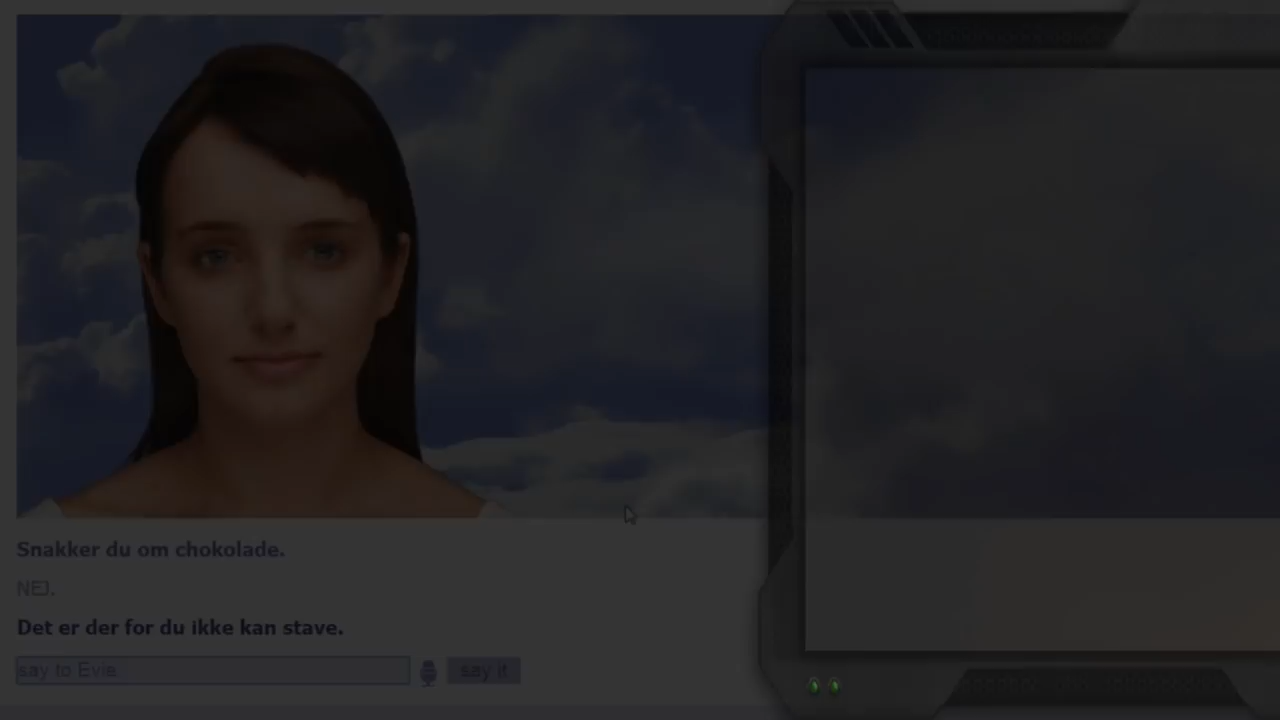 Snakker du om chokolade.
NEJ.
Det er der for du ikke kan stave.
say to Evie
say it